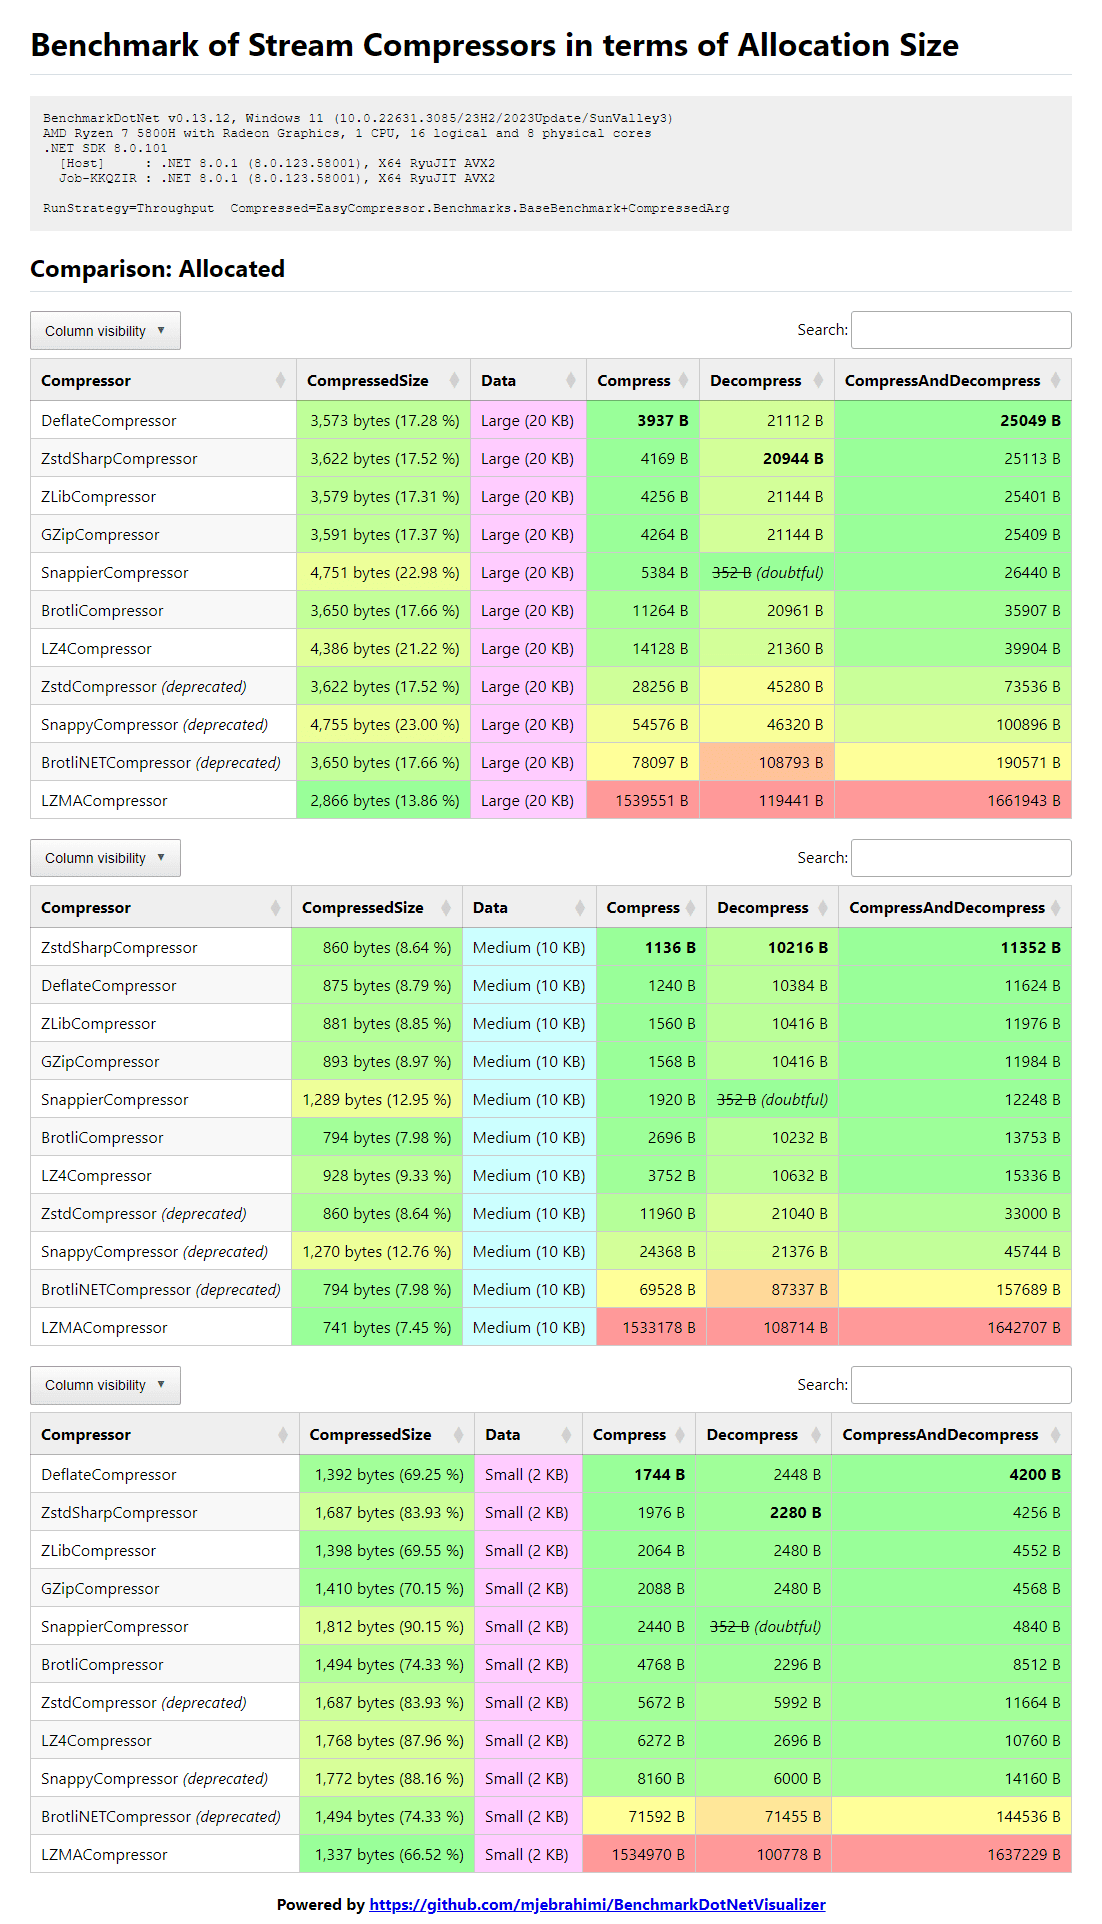 Benchmark of Stream Compressors in terms of Allocation Size
BenchmarkDotNet v0.13.12, Windows 11 (10.0.22631.3085/23H2/2023Update/SunValley3)
AMD Ryzen 7 5800H with Radeon Graphics, 1 CPU, 16 logical and 8 physical cores
.NET SDK 8.0.101
[Host]     : .NET 8.0.1 (8.0.123.58001), X64 RyuJIT AVX2
Job-KKQZIR : .NET 8.0.1 (8.0.123.58001), X64 RyuJIT AVX2
RunStrategy=Throughput  Compressed=EasyCompressor.Benchmarks.BaseBenchmark+CompressedArg
Comparison: Allocated
Column visibility ▼ Search:
Compressor CompressedSize Data Compress Decompress CompressAndDecompress
DeflateCompressor 3,573 bytes (17.28 %) Large (20 KB) 3937 B 21112 B 25049 B
ZstdSharpCompressor 3,622 bytes (17.52 %) Large (20 KB) 4169 B 20944 B 25113 B
ZLibCompressor 3,579 bytes (17.31 %) Large (20 KB) 4256 B 21144 B 25401 B
GZipCompressor 3,591 bytes (17.37 %) Large (20 KB) 4264 B 21144 B 25409 B
SnappierCompressor 4,751 bytes (22.98 %) Large (20 KB) 5384 B 352 B (doubtful) 26440 B
BrotliCompressor 3,650 bytes (17.66 %) Large (20 KB) 11264 B 20961 B 35907 B
LZ4Compressor 4,386 bytes (21.22 %) Large (20 KB) 14128 B 21360 B 39904 B
ZstdCompressor (deprecated) 3,622 bytes (17.52 %) Large (20 KB) 28256 B 45280 B 73536 B
SnappyCompressor (deprecated) 4,755 bytes (23.00 %) Large (20 KB) 54576 B 46320 B 100896 B
BrotliNETCompressor (deprecated) 3,650 bytes (17.66 %) Large (20 KB) 78097 B 108793 B 190571 B
LZMACompressor 2,866 bytes (13.86 %) Large (20 KB) 1539551 B 119441 B 1661943 B
Column visibility ▼ Search:
Compressor CompressedSize Data Compress Decompress CompressAndDecompress
ZstdSharpCompressor 860 bytes (8.64 %) Medium (10 KB) 1136 B 10216 B 11352 B
DeflateCompressor 875 bytes (8.79 %) Medium (10 KB) 1240 B 10384 B 11624 B
ZLibCompressor 881 bytes (8.85 %) Medium (10 KB) 1560 B 10416 B 11976 B
GZipCompressor 893 bytes (8.97 %) Medium (10 KB) 1568 B 10416 B 11984 B
SnappierCompressor 1,289 bytes (12.95 %) Medium (10 KB) 1920 B 352 B (doubtful) 12248 B
BrotliCompressor 794 bytes (7.98 %) Medium (10 KB) 2696 B 10232 B 13753 B
LZ4Compressor 928 bytes (9.33 %) Medium (10 KB) 3752 B 10632 B 15336 B
ZstdCompressor (deprecated) 860 bytes (8.64 %) Medium (10 KB) 11960 B 21040 B 33000 B
SnappyCompressor (deprecated) 1,270 bytes (12.76 %) Medium (10 KB) 24368 B 21376 B 45744 B
BrotliNETCompressor (deprecated) 794 bytes (7.98 %) Medium (10 KB) 69528 B 87337 B 157689 B
LZMACompressor 741 bytes (7.45 %) Medium (10 KB) 1533178 B 108714 B 1642707 B
Column visibility ▼ Search:
Compressor CompressedSize Data Compress Decompress CompressAndDecompress
DeflateCompressor 1,392 bytes (69.25 %) Small (2 KB) 1744 B 2448 B 4200 B
ZstdSharpCompressor 1,687 bytes (83.93 %) Small (2 KB) 1976 B 2280 B 4256 B
ZLibCompressor 1,398 bytes (69.55 %) Small (2 KB) 2064 B 2480 B 4552 B
GZipCompressor 1,410 bytes (70.15 %) Small (2 KB) 2088 B 2480 B 4568 B
SnappierCompressor 1,812 bytes (90.15 %) Small (2 KB) 2440 B 352 B (doubtful) 4840 B
BrotliCompressor 1,494 bytes (74.33 %) Small (2 KB) 4768 B 2296 B 8512 B
ZstdCompressor (deprecated) 1,687 bytes (83.93 %) Small (2 KB) 5672 B 5992 B 11664 B
LZ4Compressor 1,768 bytes (87.96 %) Small (2 KB) 6272 B 2696 B 10760 B
SnappyCompressor (deprecated) 1,772 bytes (88.16 %) Small (2 KB) 8160 B 6000 B 14160 B
BrotliNETCompressor (deprecated) 1,494 bytes (74.33 %) Small (2 KB) 71592 B 71455 B 144536 B
LZMACompressor 1,337 bytes (66.52 %) Small (2 KB) 1534970 B 100778 B 1637229 B
Powered by https://github.com/mjebrahimi/BenchmarkDotNetVisualizer